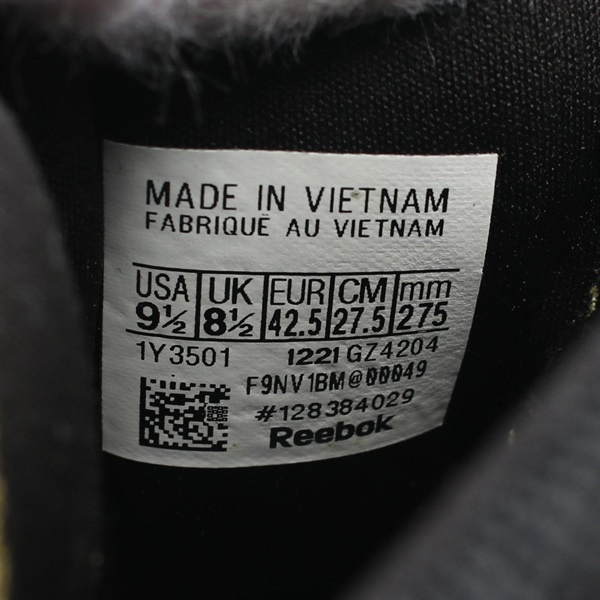 MADE IN VIETNAM
FABRIQUÉ AU VIETNAM
USA UK EUR CM mm
9½ 8½ 42.5 27.5 275
1Y3501 1221 GZ4204
F9NV1BM@00049
#128384029
Reebok